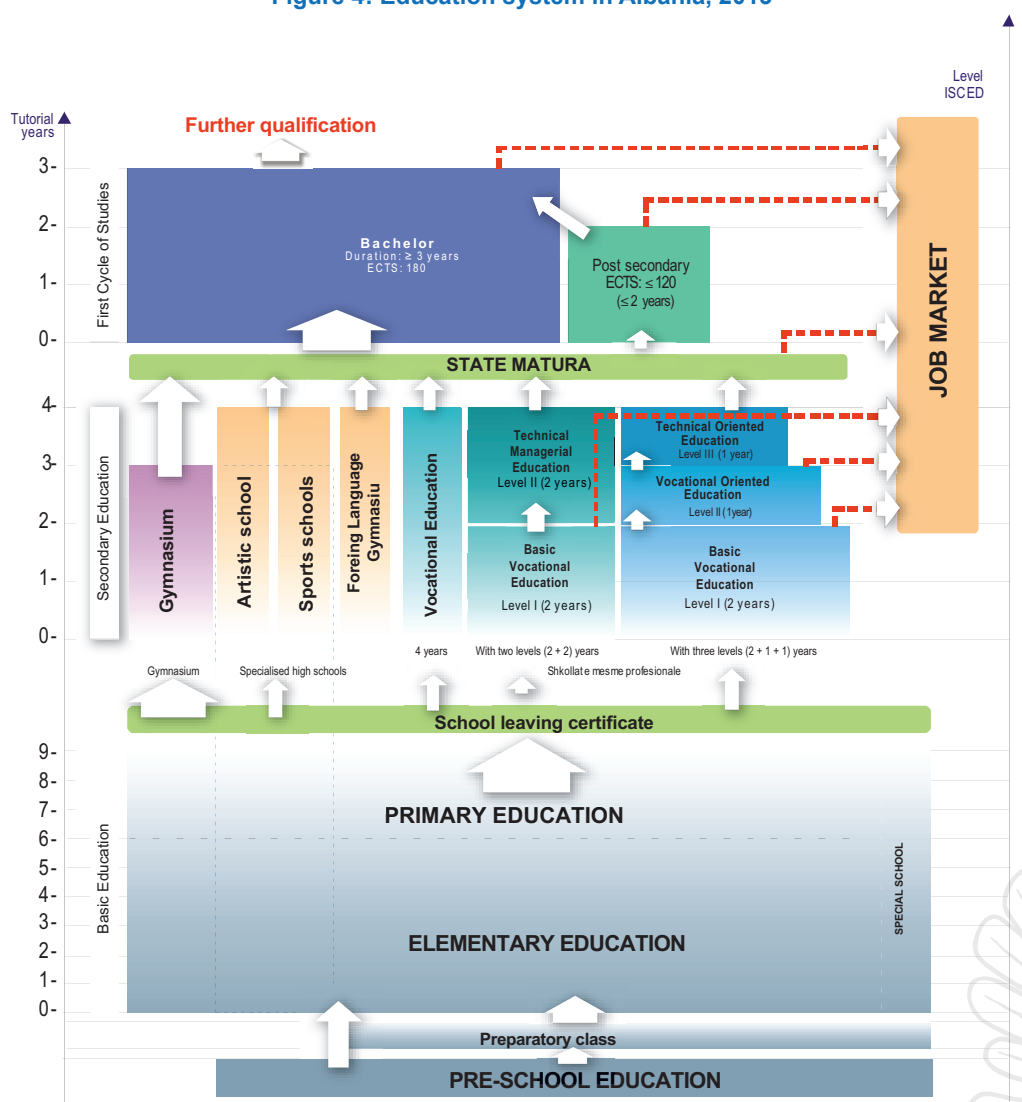 Figure 4: Education system in Albania, 2013
Level
ISCED
Tutorial
years
Further qualification
3-
2-
1-
0-
First Cycle of Studies
Bachelor
Duration: ≥ 3 years
ECTS: 180
Post secondary
ECTS: ≤ 120
(≤ 2 years)
JOB MARKET
STATE MATURA
4-
3-
2-
1-
0-
Secondary Education
Gymnasium
Artistic school
Sports schools
Foreing Language
Gymnasiu
Vocational Education
Technical
Managerial
Education
Level II (2 years)
Basic
Vocational
Education
Level I (2 years)
Technical Oriented
Education
Level III (1 year)
Vocational Oriented
Education
Level II (1year)
Basic
Vocational
Education
Level I (2 years)
4 years
With two levels (2 + 2) years
With three levels (2 + 1 + 1) years
Gymnasium
Specialised high schools
Shkollat e mesme profesionale
School leaving certificate
9-
8-
7-
6-
5-
4-
3-
2-
1-
0-
Basic Education
PRIMARY EDUCATION
ELEMENTARY EDUCATION
SPECIAL SCHOOL
Preparatory class
PRE-SCHOOL EDUCATION